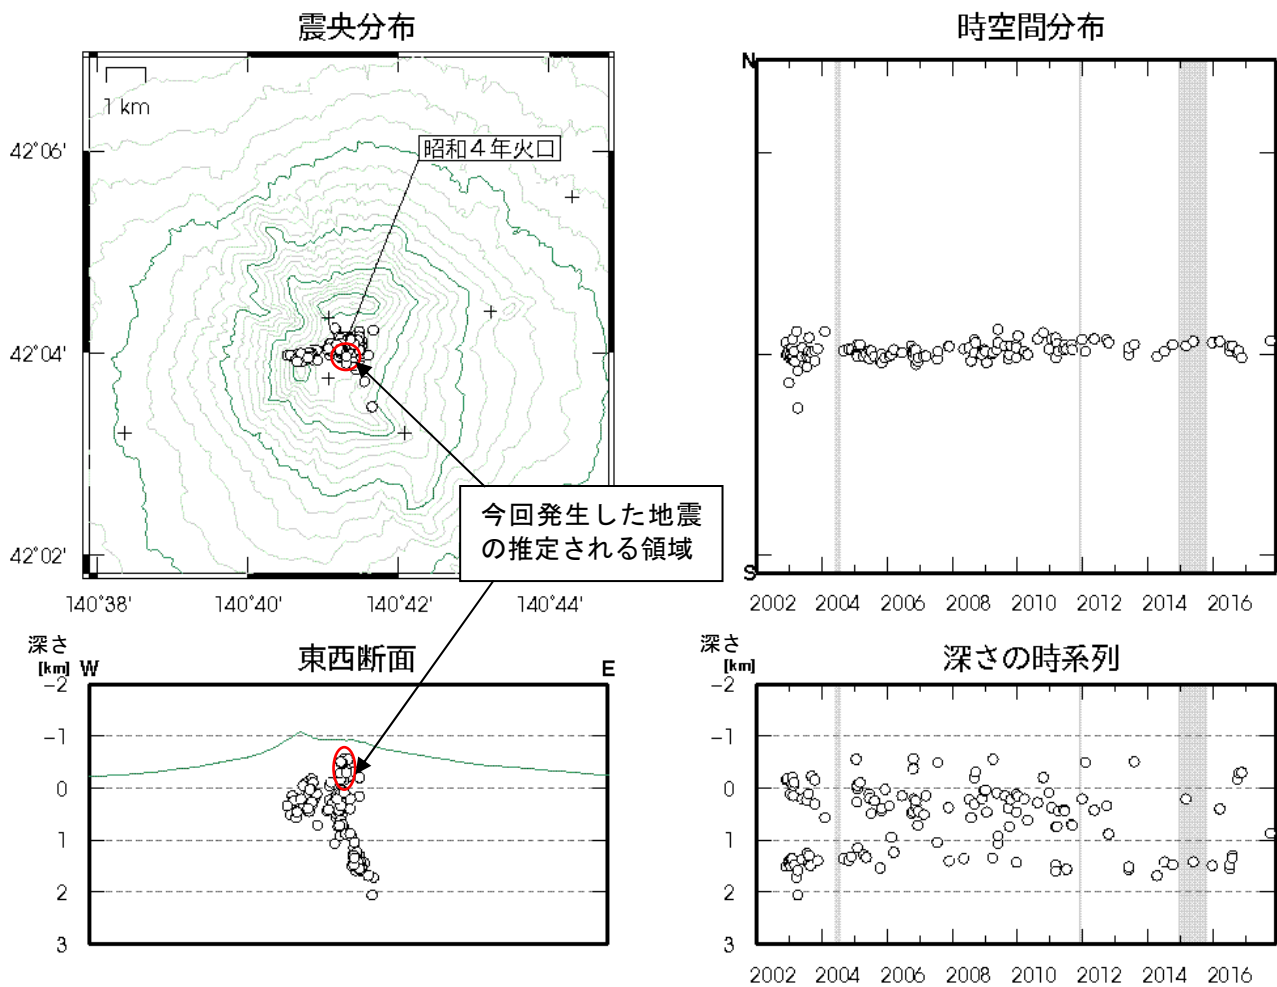 震央分布
時空間分布
1 km
昭和4年火口
42°06'
42°04'
42°02'
140°38'
140°40'
140°42'
140°44'
今回発生した地震
の推定される領域
N
S
2002 2004 2006 2008 2010 2012 2014 2016
東西断面
深さ
[km]
W
E
-2
-1
0
1
2
3
深さの時系列
深さ
[km]
-2
-1
0
1
2
3
2002 2004 2006 2008 2010 2012 2014 2016